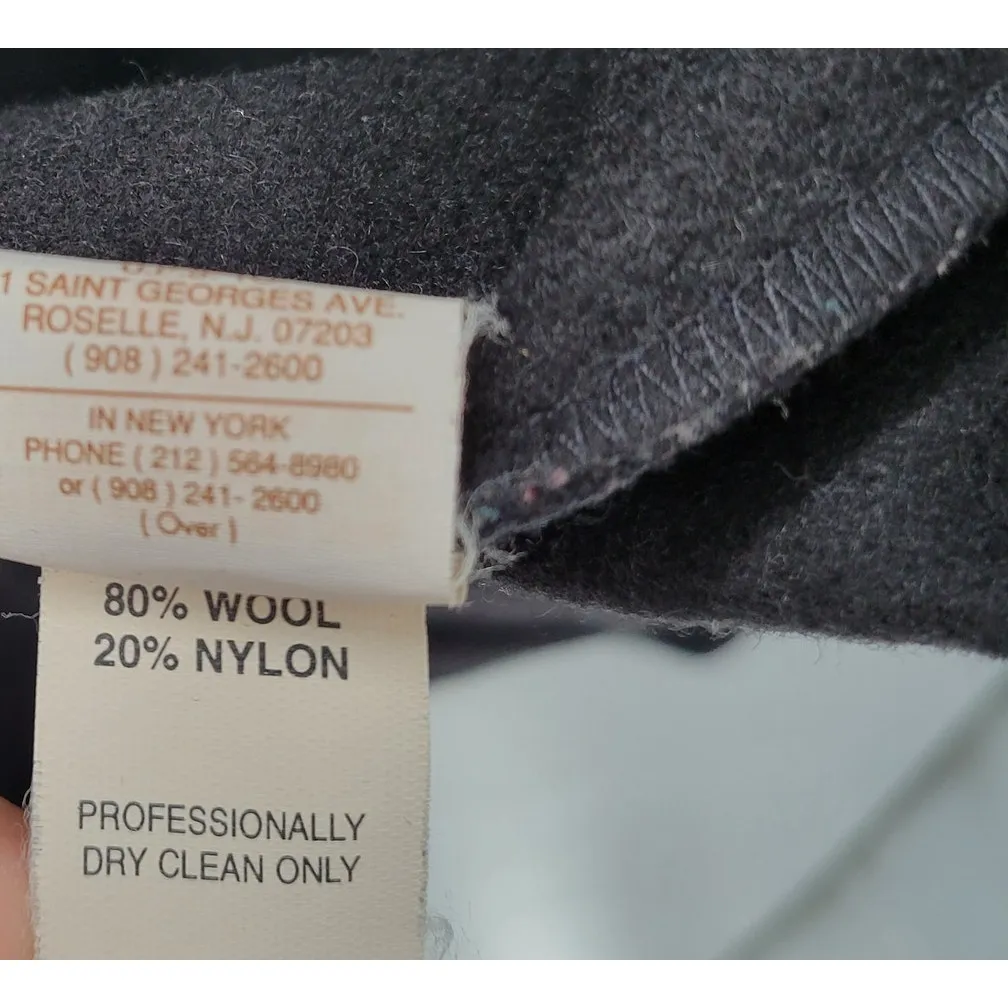 1 SAINT GEORGES AVE.
ROSELLE, N.J. 07203
( 908 ) 241-2600
IN NEW YORK
PHONE ( 212 ) 564-8980
or ( 908 ) 241- 2600
( Over )
80% WOOL
20% NYLON
PROFESSIONALLY
DRY CLEAN ONLY